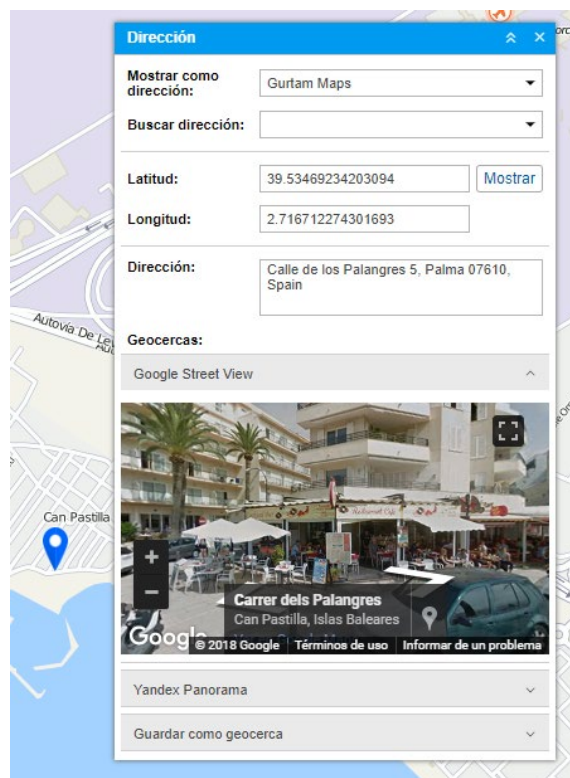 Dirección
Mostrar como
dirección:
Gurtam Maps
Buscar dirección:
Latitud:
39.53469234203094
Mostrar
Longitud:
2.716712274301693
Dirección:
Calle de los Palangres 5, Palma 07610,
Spain
Autovía De Le
Geocercas:
Google Street View
Restaurant Café
Can Pastilla
+
−
Carrer dels Palangres
Can Pastilla, Islas Baleares
Google
© 2018 Google
Términos de uso
Informar de un problema
Yandex Panorama
Guardar como geocerca